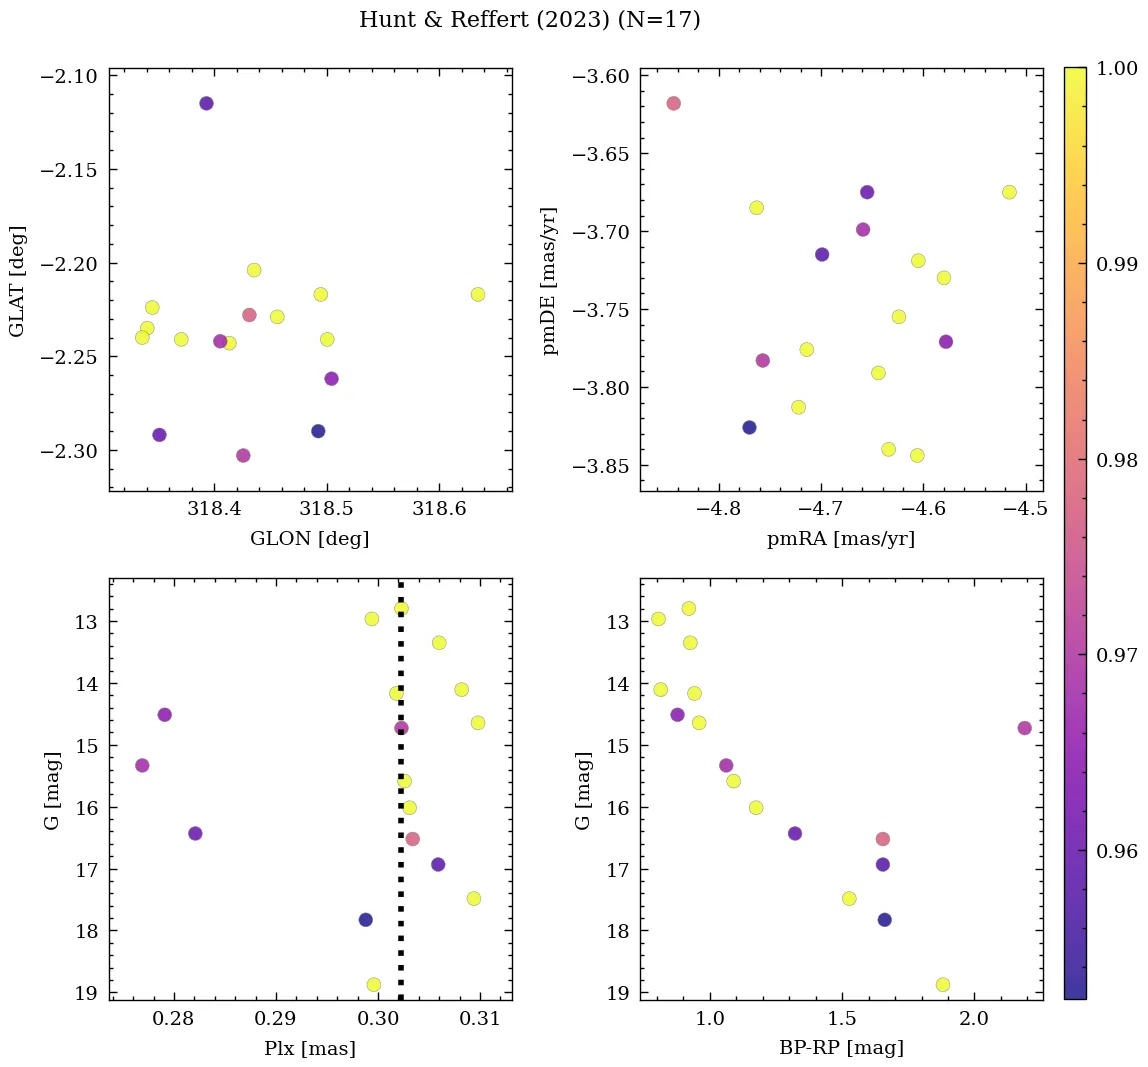 Hunt & Reffert (2023) (N=17)
−2.10
−2.15
−2.20
−2.25
−2.30
GLAT [deg]
318.4 318.5 318.6
GLON [deg]
−3.60
−3.65
−3.70
−3.75
−3.80
−3.85
pmDE [mas/yr]
−4.8 −4.7 −4.6 −4.5
pmRA [mas/yr]
1.00
0.99
0.98
0.97
0.96
13
14
15
16
17
18
19
G [mag]
0.28 0.29 0.30 0.31
Plx [mas]
13
14
15
16
17
18
19
G [mag]
1.0 1.5 2.0
BP-RP [mag]